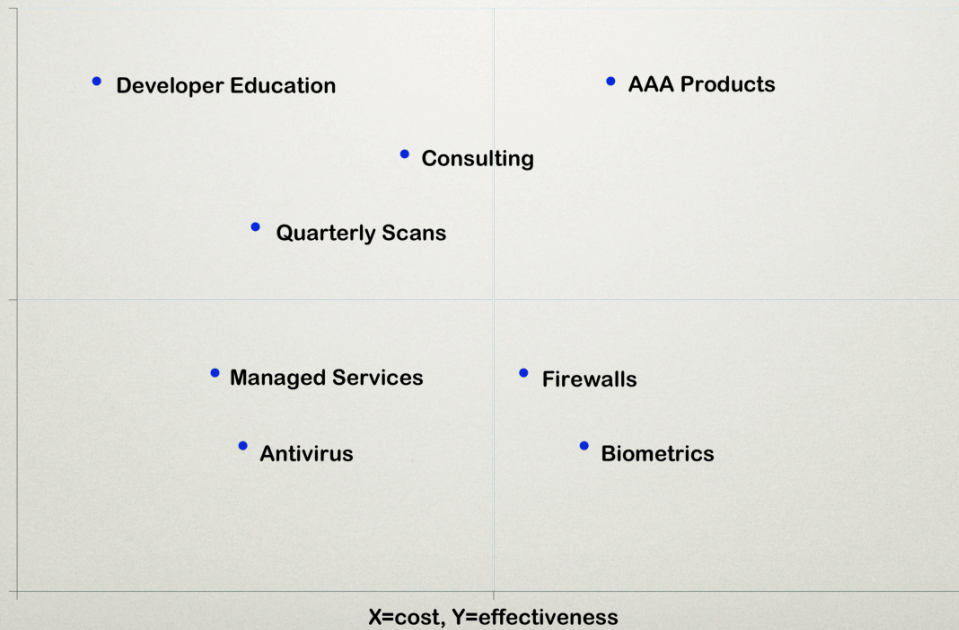 Developer Education
AAA Products
Consulting
Quarterly Scans
Managed Services
Firewalls
Antivirus
Biometrics
X=cost, Y=effectiveness